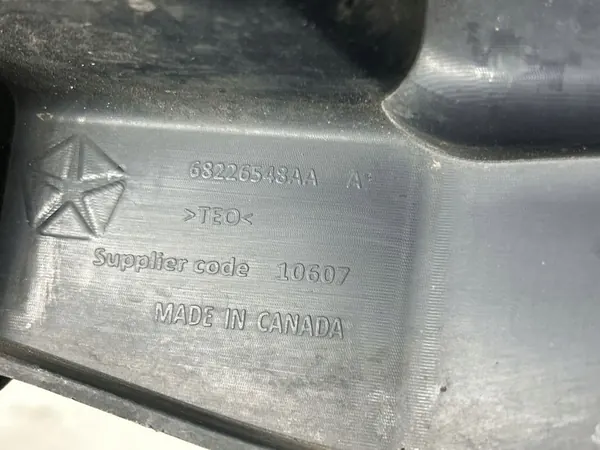 68226548AA A*
>TEO<
Supplier code 10607
MADE IN CANADA